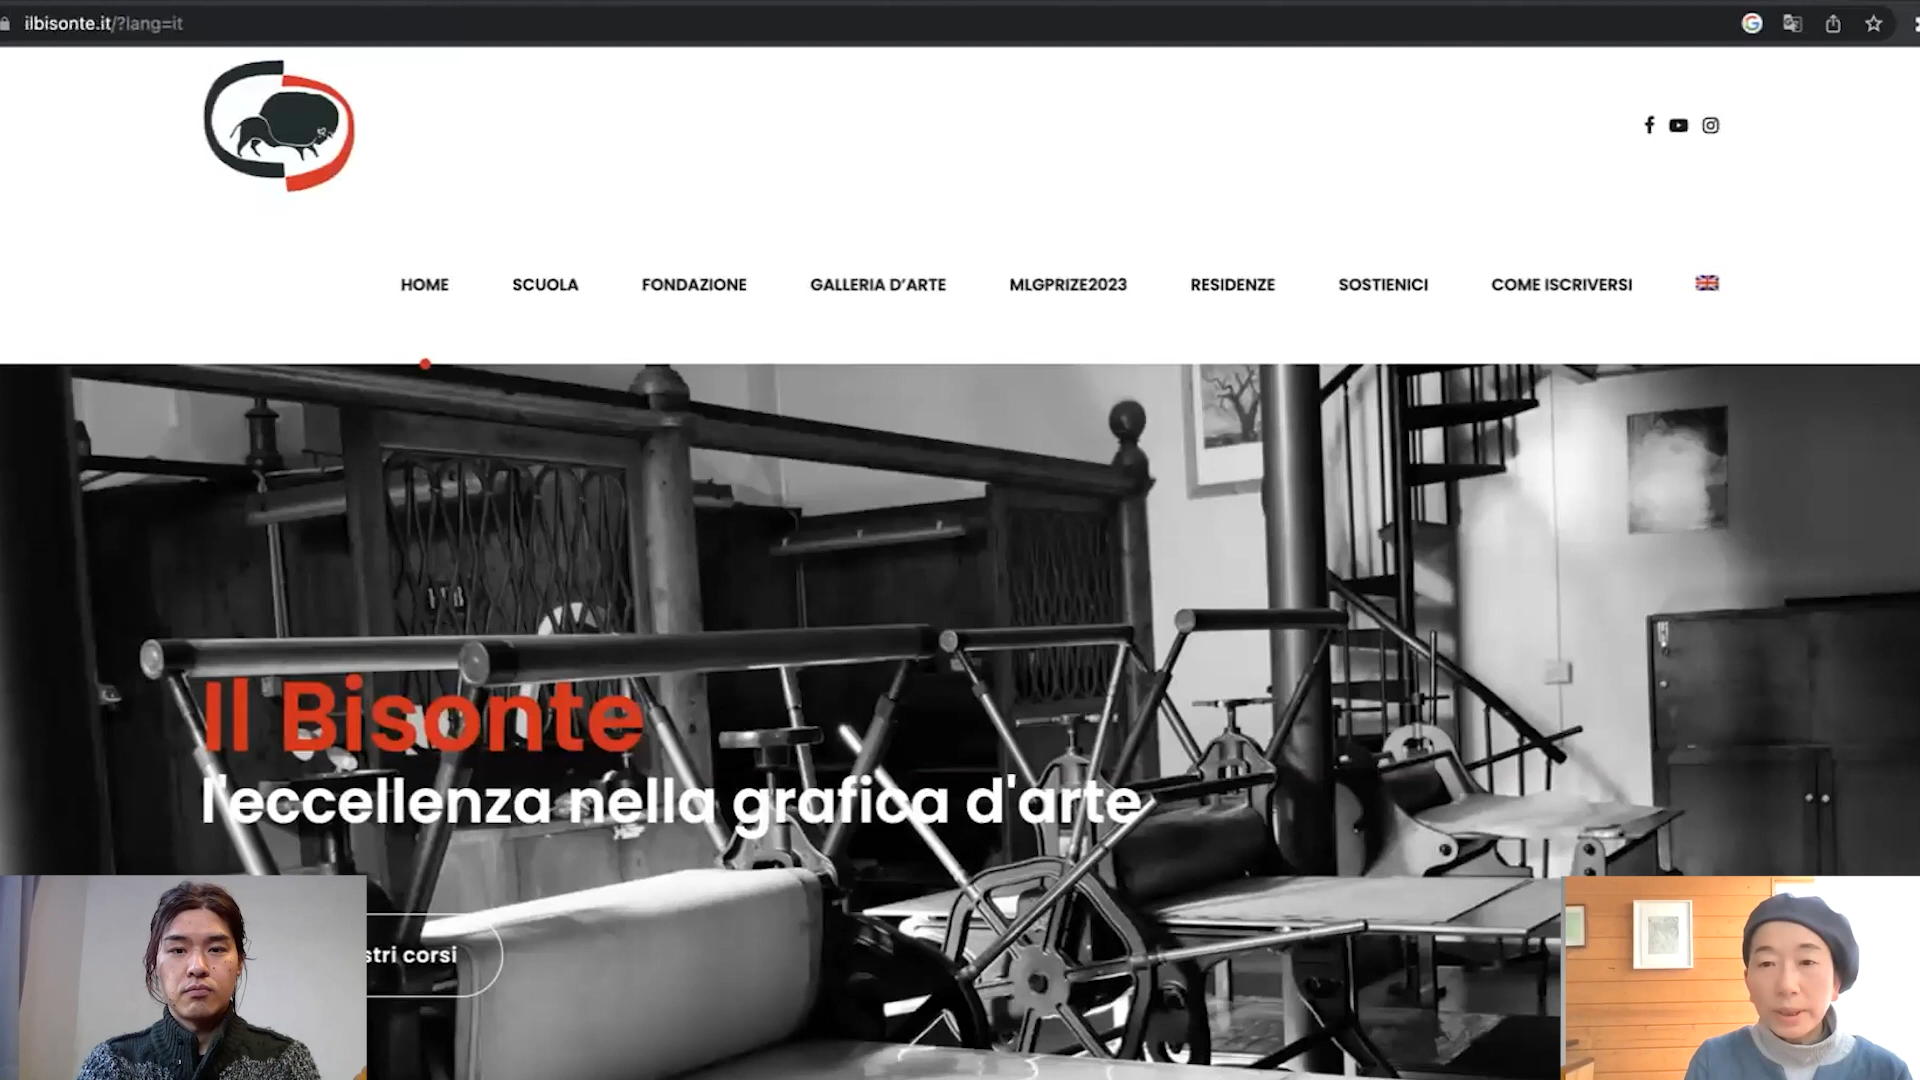 ilbisonte.it/?lang=it
HOME SCUOLA FONDAZIONE GALLERIA D'ARTE MLGPRIZE2023 RESIDENZE SOSTIENICI COME ISCRIVERSI
Il Bisonte
l'eccellenza nella grafica d'arte
stri corsi